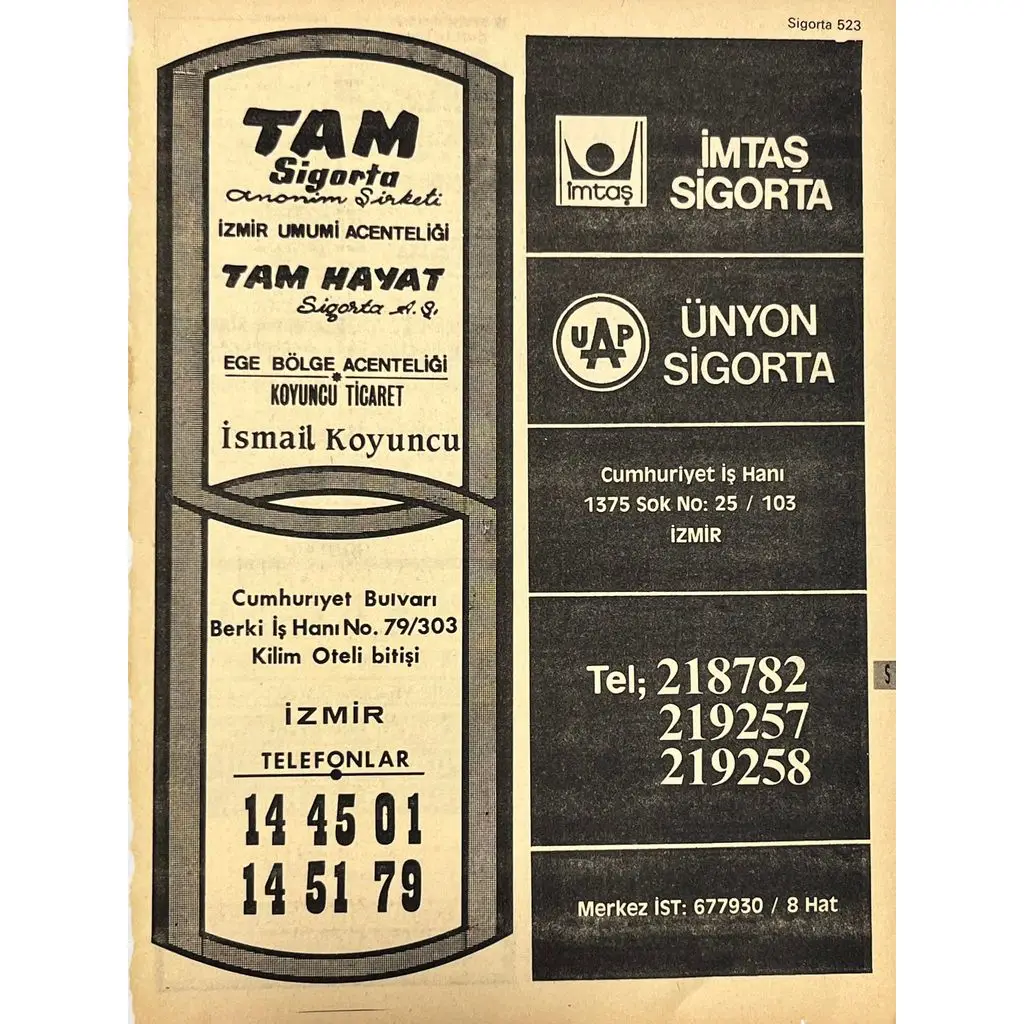 Sigorta 523
TAM
Sigorta
anonim Şirketi
İZMİR UMUMİ ACENTELİĞİ
TAM HAYAT
Sigorta A.Ş.
EGE BÖLGE ACENTELİĞİ
KOYUNCU TİCARET
İsmail Koyuncu
Cumhurıyet Bulvarı
Berki İş Hanı No. 79/303
Kilim Oteli bitişi
İZMİR
TELEFONLAR
14 45 01
14 51 79
imtaş
İMTAŞ
SİGORTA
UAP
ÜNYON
SİGORTA
Cumhuriyet İş Hanı
1375 Sok No: 25 / 103
İZMİR
Tel; 218782
219257
219258
Merkez İST: 677930 / 8 Hat
S